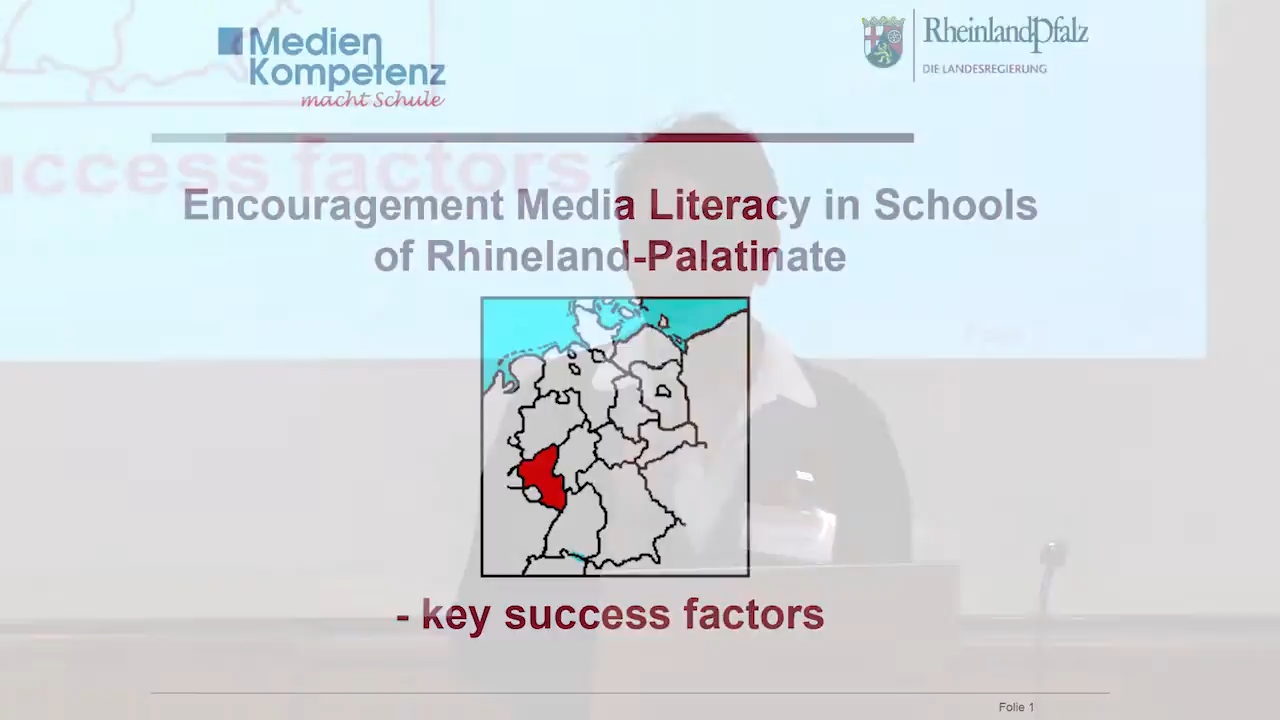 Medien
Kompetenz
macht Schule
RheinlandPfalz
DIE LANDESREGIERUNG
success factors
Encouragement Media Literacy in Schools
of Rhineland-Palatinate
- key success factors
Folie 1